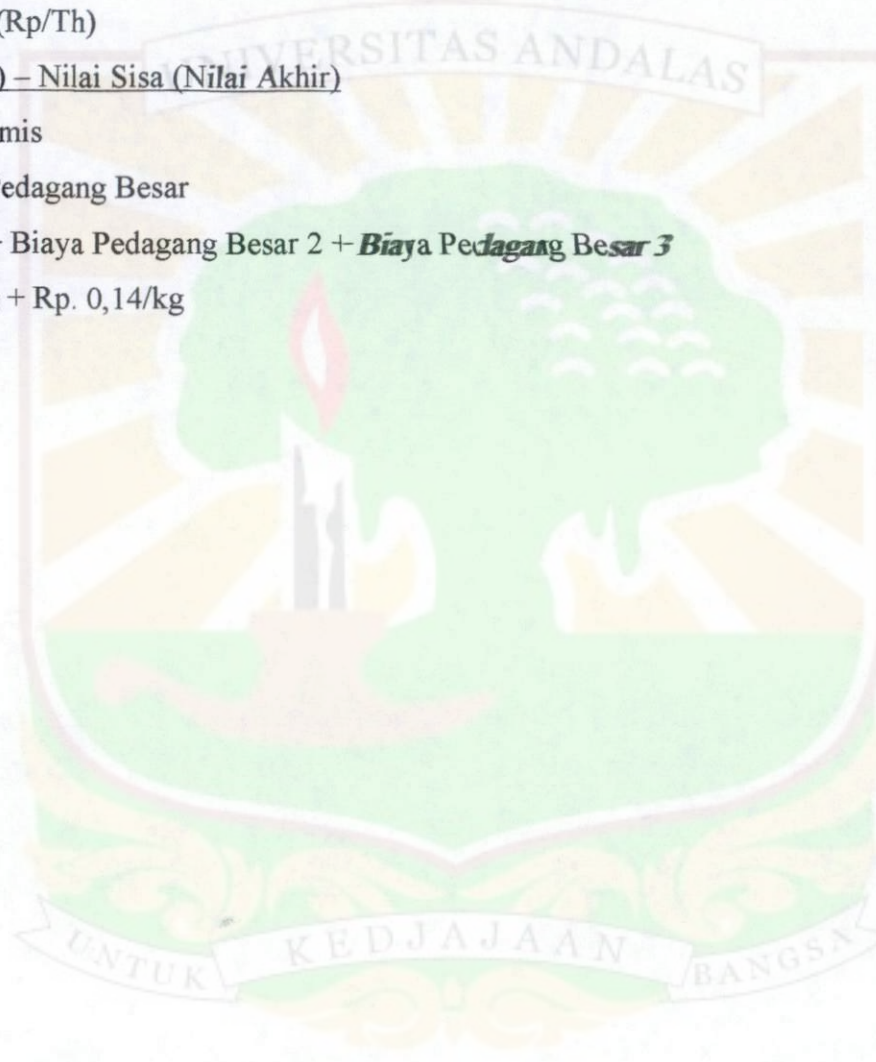 (Rp/Th)
) – Nilai Sisa (Nilai Akhir)
mis
edagang Besar
Biaya Pedagang Besar 2 + Biaya Pedagang Besar 3
+ Rp. 0,14/kg
UNIVERSITAS ANDALAS
UNTUK KEDJAJAAN BANGSA